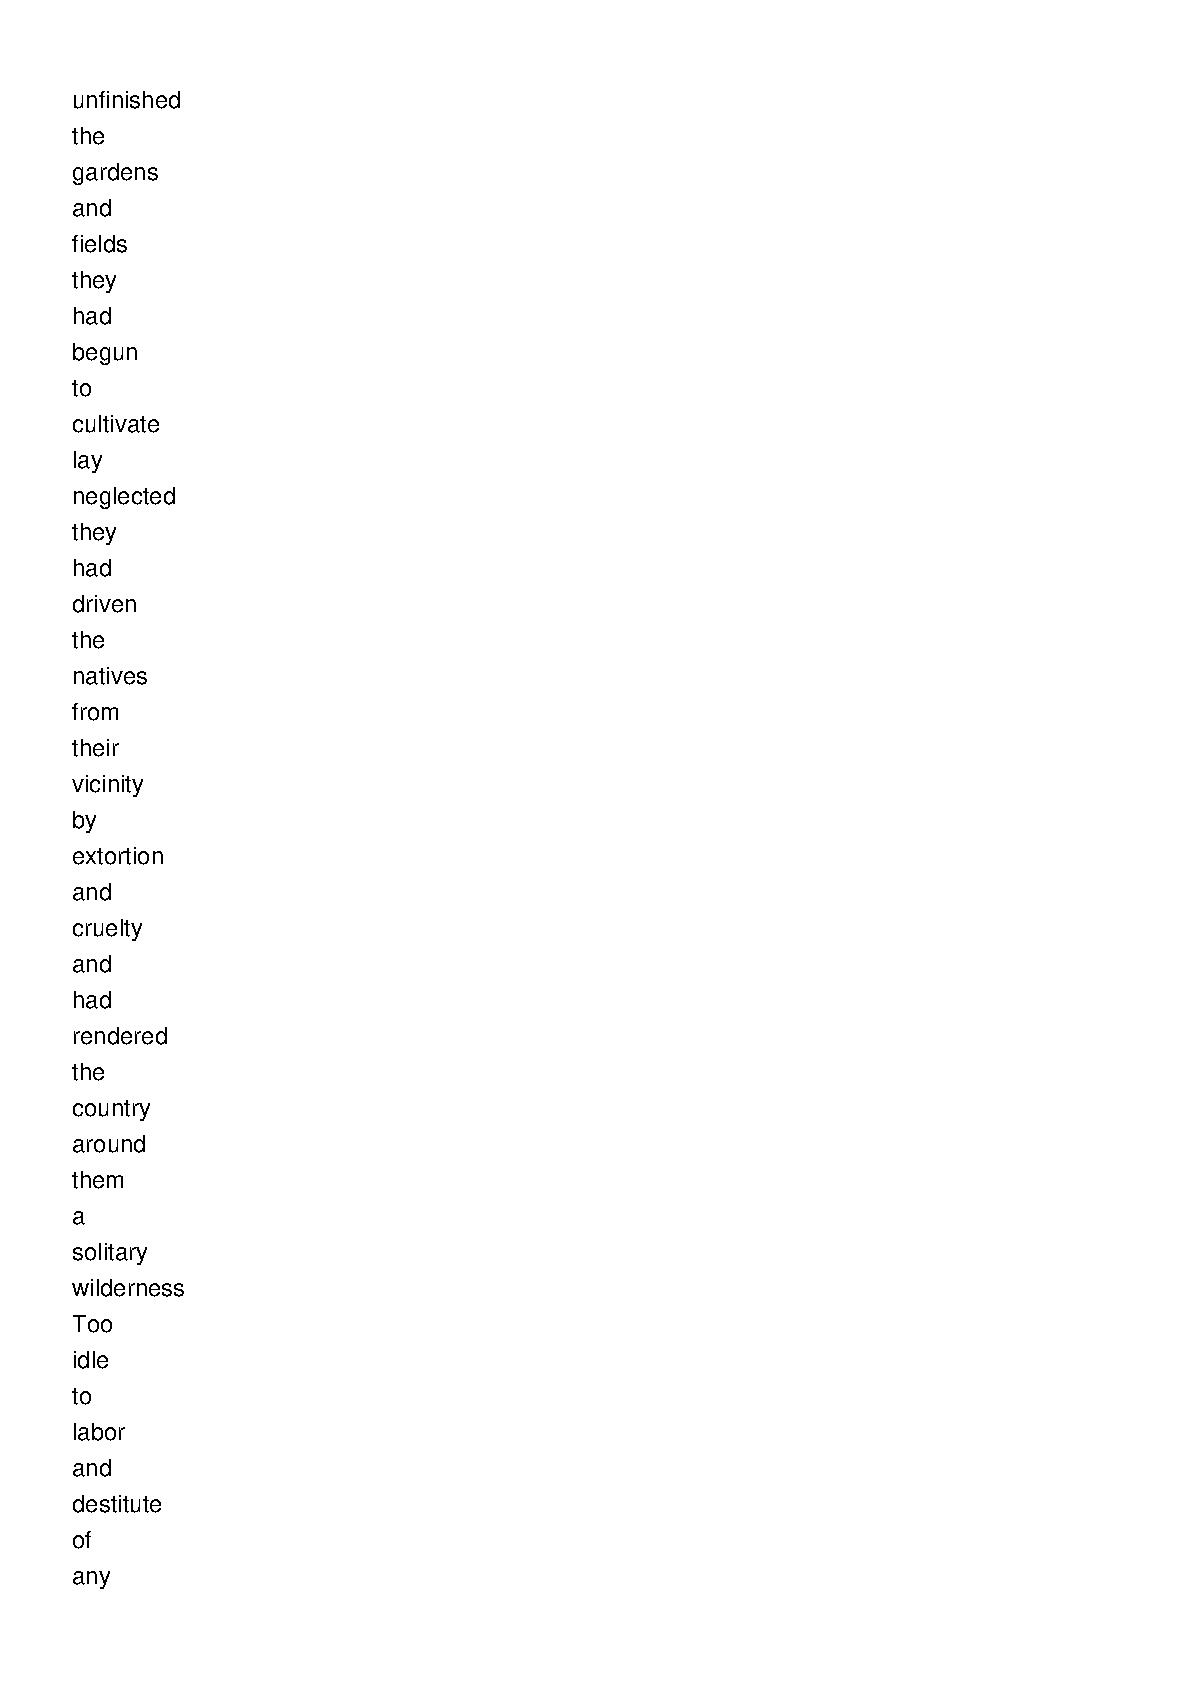 unfinished
the
gardens
and
fields
they
had
begun
to
cultivate
lay
neglected
they
had
driven
the
natives
from
their
vicinity
by
extortion
and
cruelty
and
had
rendered
the
country
around
them
a
solitary
wilderness
Too
idle
to
labor
and
destitute
of
any